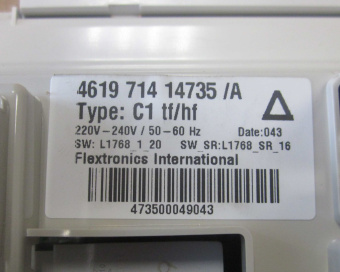 4619 714 14735 /A
Type: C1 tf/hf
220V-240V / 50-60 Hz Date:043
SW: L1768_1_20 SW_SR:L1768_SR_16
Flextronics International
473500049043